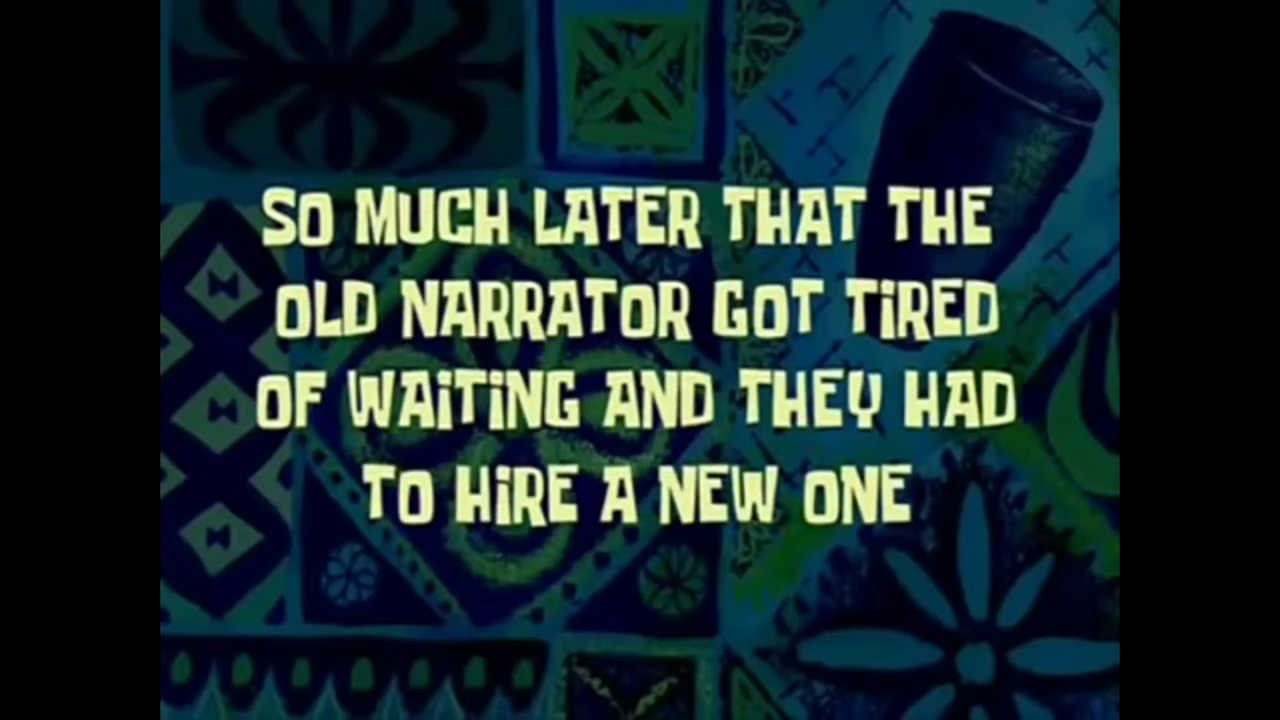 SO MUCH LATER THAT THE
OLD NARRATOR GOT TiRED
OF WAiTiNG AND THEY HAD
TO HiRE A NEW ONE